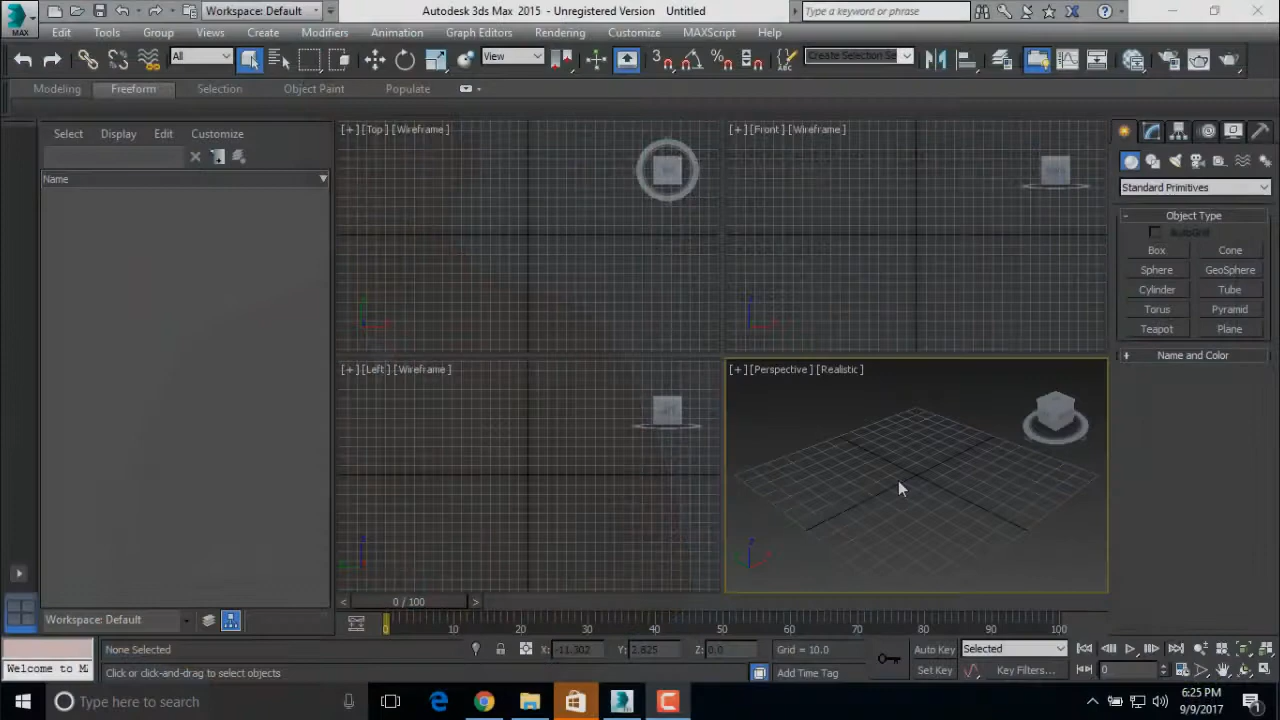 Workspace: Default
Autodesk 3ds Max 2015 - Unregistered Version Untitled
Type a keyword or phrase
MAX
Edit Tools Group Views Create Modifiers Animation Graph Editors Rendering Customize MAXScript Help
All
View
Create Selection Se
Modeling Freeform Selection Object Paint Populate
Select Display Edit Customize
Name
[+] [Top] [Wireframe]
[+] [Front] [Wireframe]
[+] [Left] [Wireframe]
[+] [Perspective] [Realistic]
Standard Primitives
Object Type
AutoGrid
Box Cone
Sphere GeoSphere
Cylinder Tube
Torus Pyramid
Teapot Plane
Name and Color
0 / 100
Workspace: Default
0 10 20 30 40 50 60 70 80 90 100
None Selected
X: -11.302 Y: 2.825 Z: 0.0
Grid = 10.0
Auto Key Selected
Welcome to M
Click or click-and-drag to select objects
Add Time Tag
Set Key Key Filters...
0
Type here to search
6:25 PM
9/9/2017
1